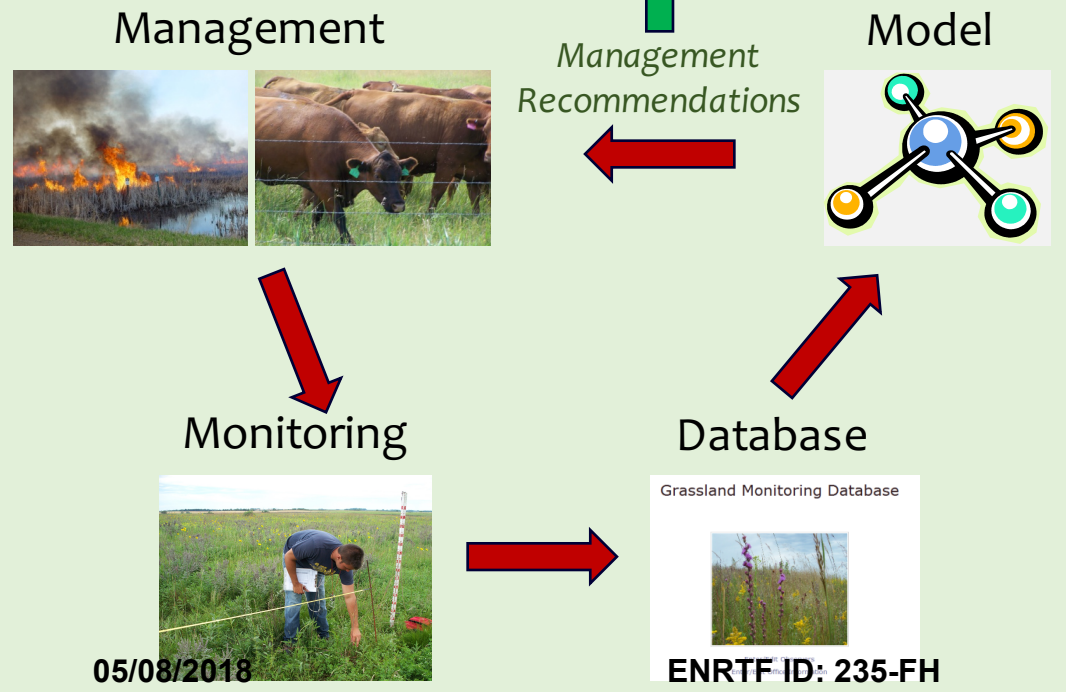 Management
Model
Management
Recommendations
Monitoring
Database
Grassland Monitoring Database
05/08/2018
ENRTF ID: 235-FH